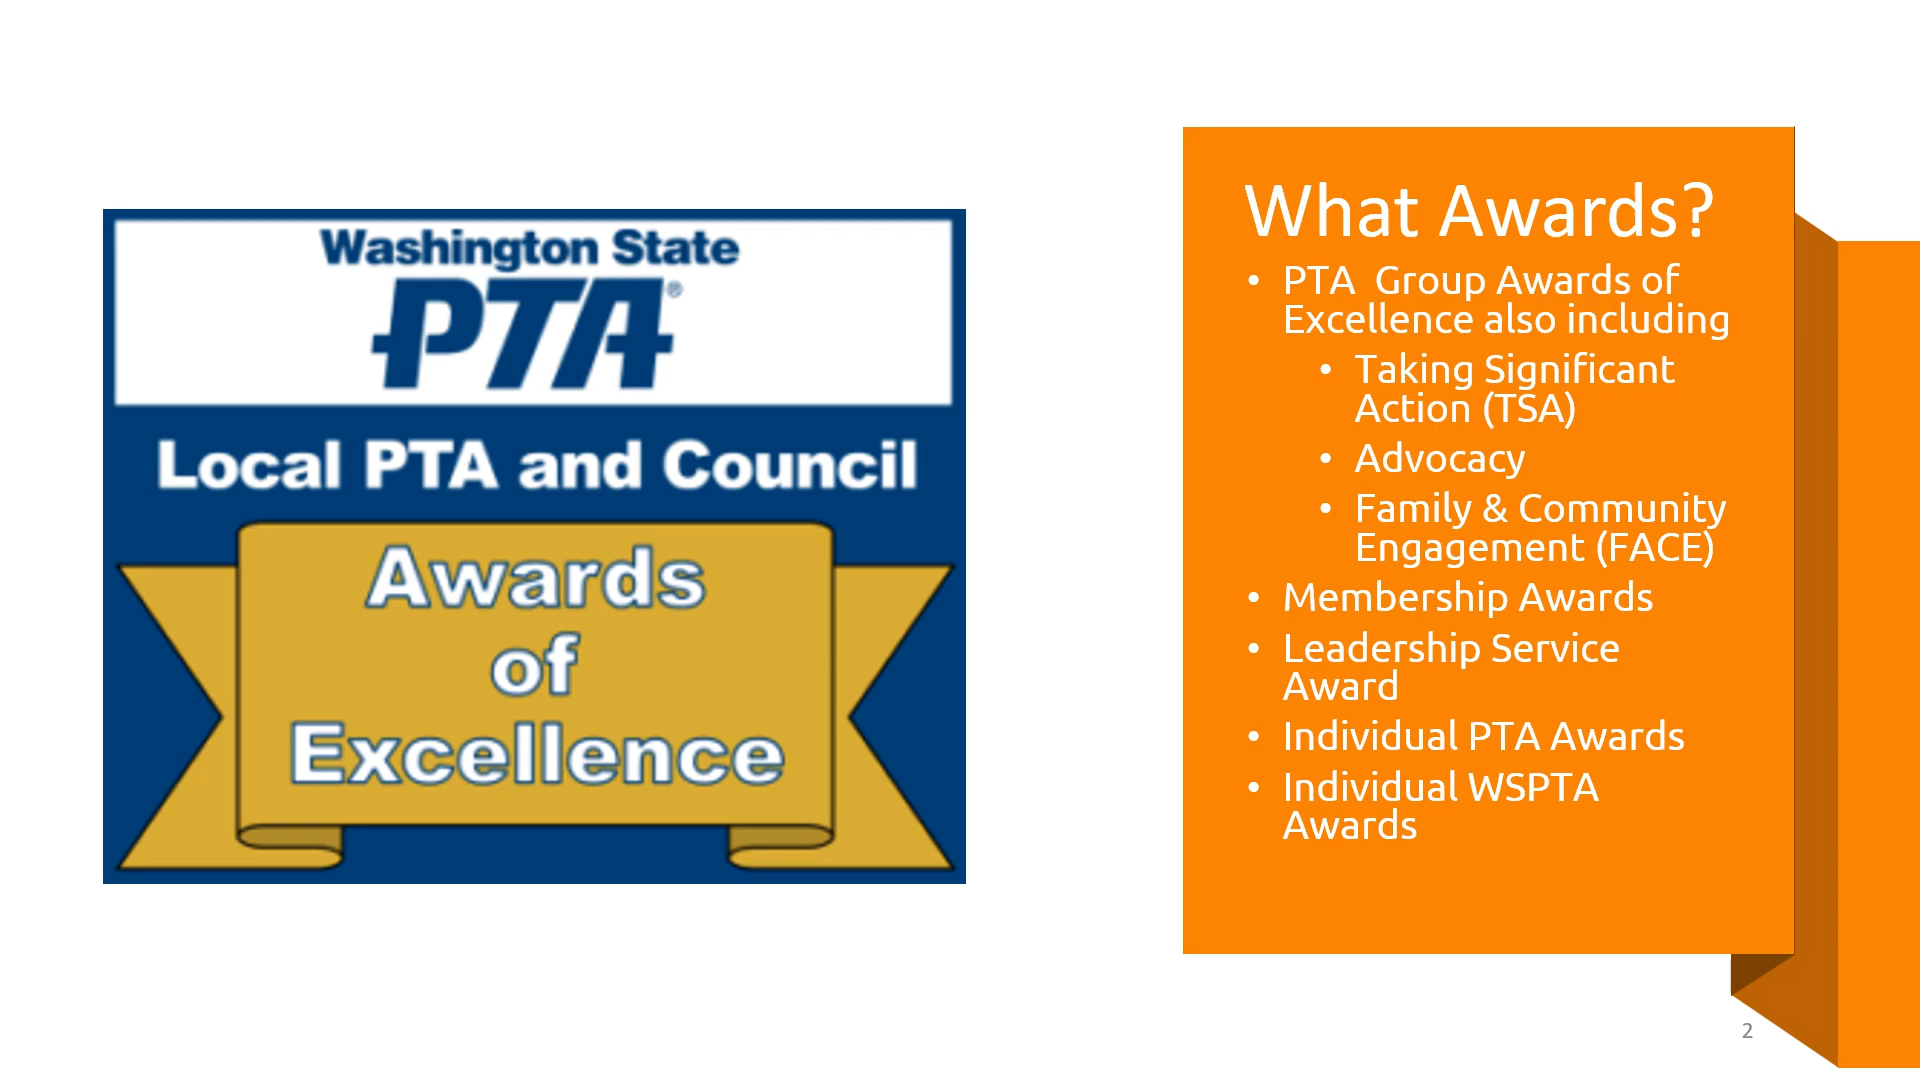 Washington State
PTA®
Local PTA and Council
Awards
of
Excellence
What Awards?
• PTA  Group Awards of
Excellence also including
• Taking Significant
Action (TSA)
• Advocacy
• Family & Community
Engagement (FACE)
• Membership Awards
• Leadership Service
Award
• Individual PTA Awards
• Individual WSPTA
Awards
2